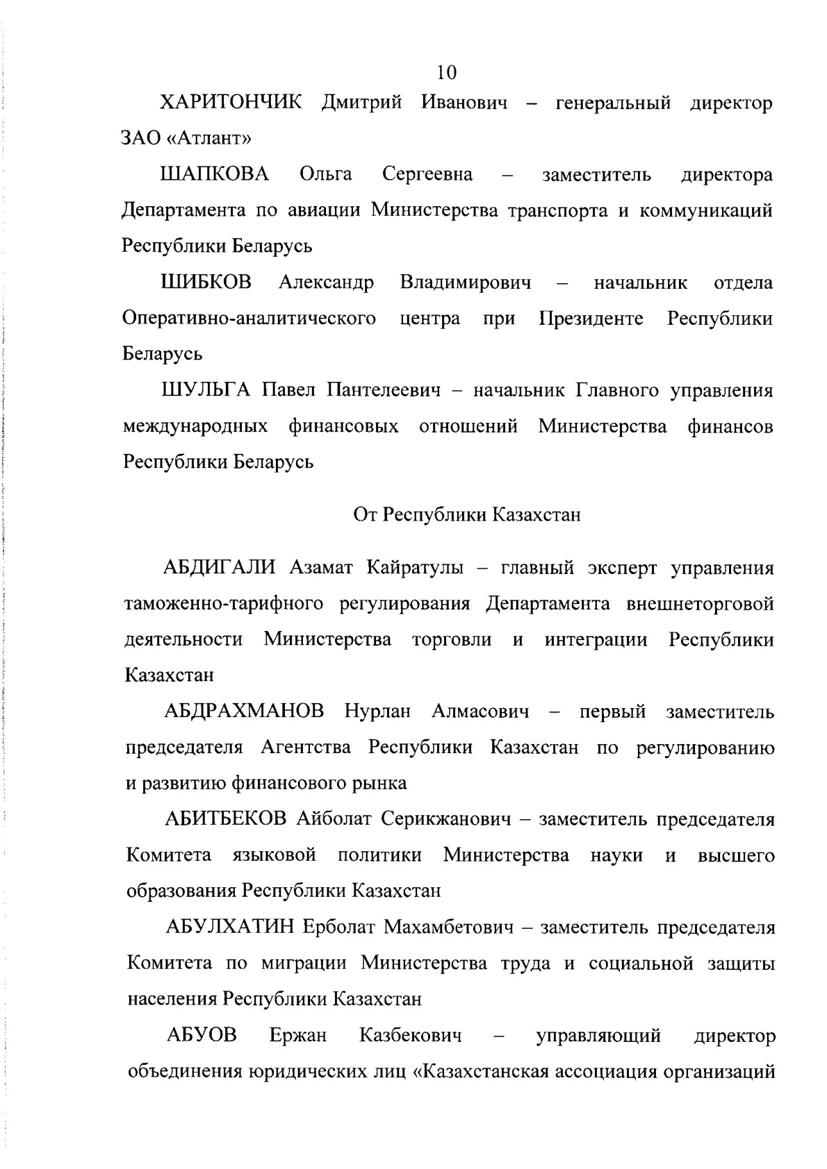 10
ХАРИТОНЧИК Дмитрий Иванович – генеральный директор
ЗАО «Атлант»
ШАПКОВА Ольга Сергеевна – заместитель директора
Департамента по авиации Министерства транспорта и коммуникаций
Республики Беларусь
ШИБКОВ Александр Владимирович – начальник отдела
Оперативно-аналитического центра при Президенте Республики
Беларусь
ШУЛЬГА Павел Пантелеевич – начальник Главного управления
международных финансовых отношений Министерства финансов
Республики Беларусь
От Республики Казахстан
АБДИГАЛИ Азамат Кайратулы – главный эксперт управления
таможенно-тарифного регулирования Департамента внешнеторговой
деятельности Министерства торговли и интеграции Республики
Казахстан
АБДРАХМАНОВ Нурлан Алмасович – первый заместитель
председателя Агентства Республики Казахстан по регулированию
и развитию финансового рынка
АБИТБЕКОВ Айболат Серикжанович – заместитель председателя
Комитета языковой политики Министерства науки и высшего
образования Республики Казахстан
АБУЛХАТИН Ерболат Махамбетович – заместитель председателя
Комитета по миграции Министерства труда и социальной защиты
населения Республики Казахстан
АБУОВ Ержан Казбекович – управляющий директор
объединения юридических лиц «Казахстанская ассоциация организаций